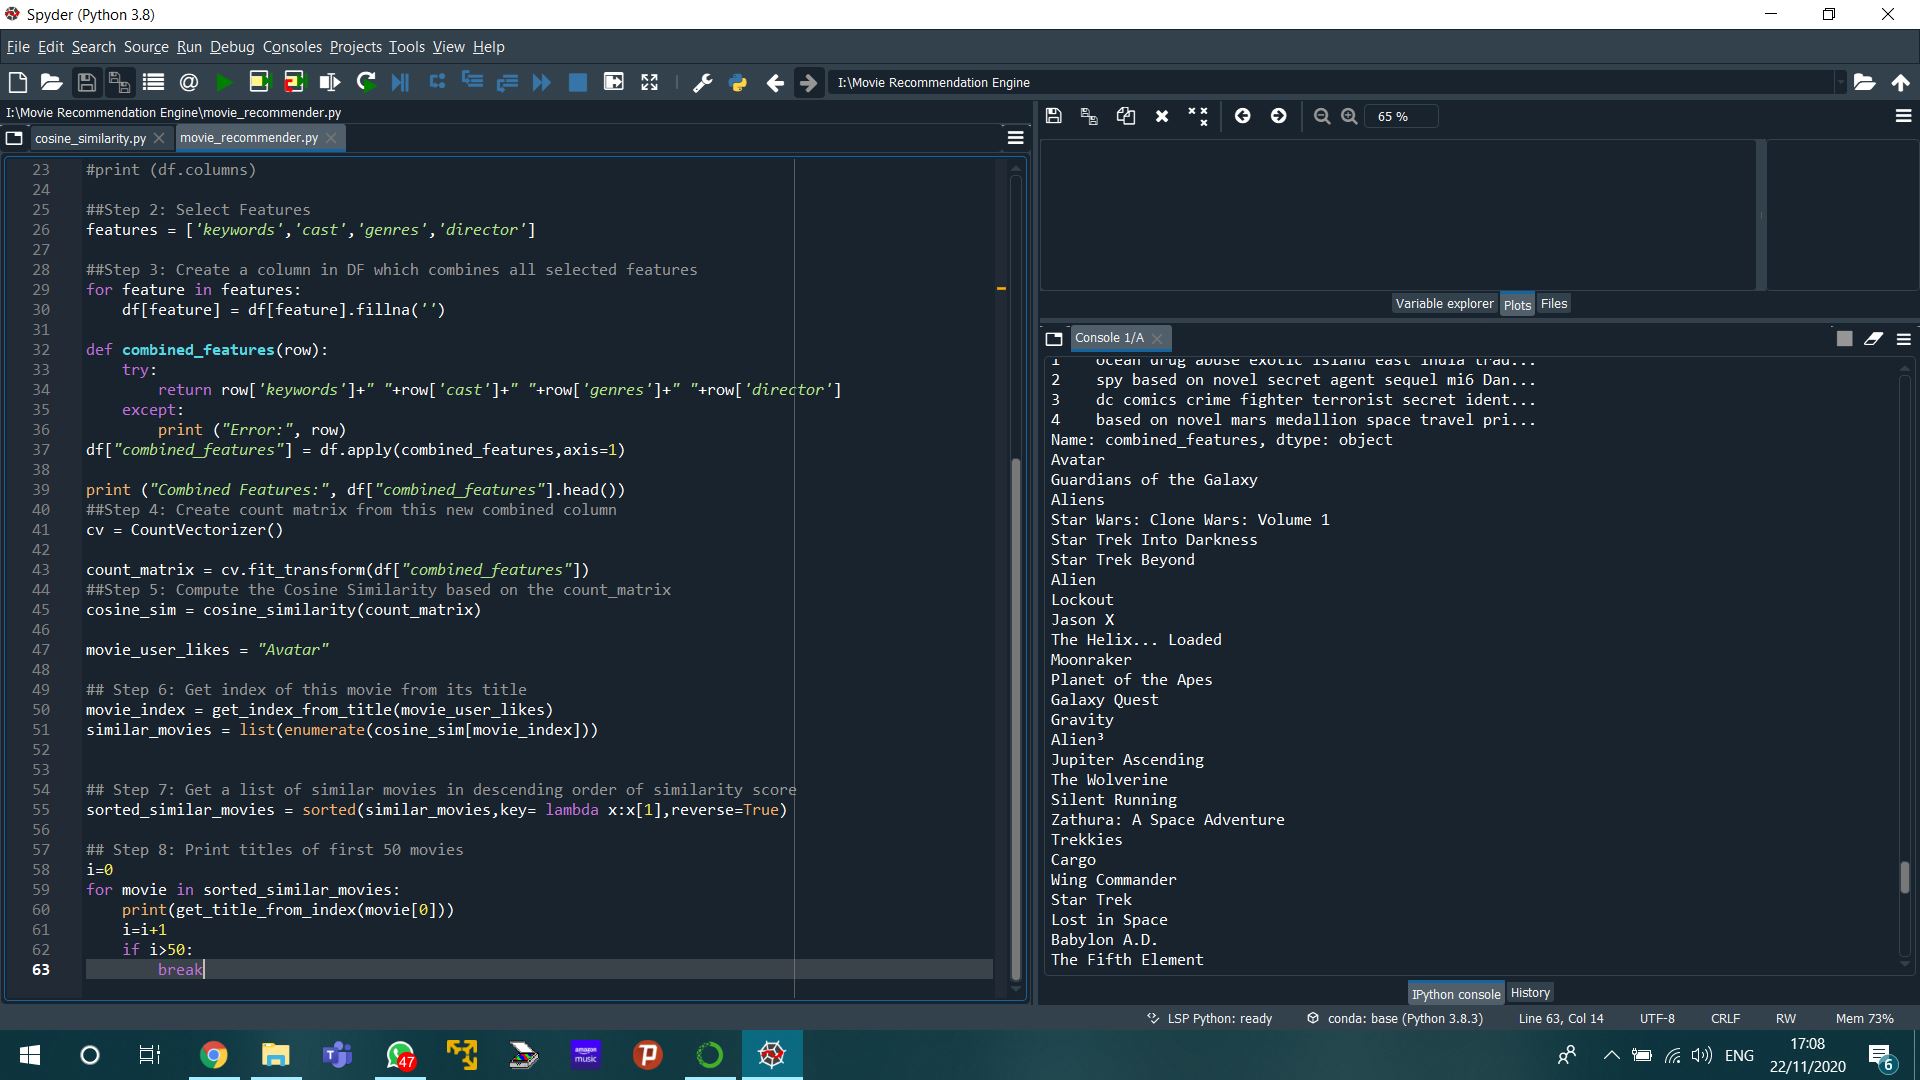 Spyder (Python 3.8)
File Edit Search Source Run Debug Consoles Projects Tools View Help
I:\Movie Recommendation Engine
I:\Movie Recommendation Engine\movie_recommender.py
cosine_similarity.py
movie_recommender.py
23 #print (df.columns)
24
25 ##Step 2: Select Features
26 features = ['keywords','cast','genres','director']
27
28 ##Step 3: Create a column in DF which combines all selected features
29 for feature in features:
30     df[feature] = df[feature].fillna('')
31
32 def combined_features(row):
33     try:
34         return row['keywords']+" "+row['cast']+" "+row['genres']+" "+row['director']
35     except:
36         print ("Error:", row)
37 df["combined_features"] = df.apply(combined_features,axis=1)
38
39 print ("Combined Features:", df["combined_features"].head())
40 ##Step 4: Create count matrix from this new combined column
41 cv = CountVectorizer()
42
43 count_matrix = cv.fit_transform(df["combined_features"])
44 ##Step 5: Compute the Cosine Similarity based on the count_matrix
45 cosine_sim = cosine_similarity(count_matrix)
46
47 movie_user_likes = "Avatar"
48
49 ## Step 6: Get index of this movie from its title
50 movie_index = get_index_from_title(movie_user_likes)
51 similar_movies = list(enumerate(cosine_sim[movie_index]))
52
53
54 ## Step 7: Get a list of similar movies in descending order of similarity score
55 sorted_similar_movies = sorted(similar_movies,key= lambda x:x[1],reverse=True)
56
57 ## Step 8: Print titles of first 50 movies
58 i=0
59 for movie in sorted_similar_movies:
60     print(get_title_from_index(movie[0]))
61     i=i+1
62     if i>50:
63         break
65 %
Variable explorer Plots Files
Console 1/A
1    ocean drug abuse exotic island east india trad...
2    spy based on novel secret agent sequel mi6 Dan...
3    dc comics crime fighter terrorist secret ident...
4    based on novel mars medallion space travel pri...
Name: combined_features, dtype: object
Avatar
Guardians of the Galaxy
Aliens
Star Wars: Clone Wars: Volume 1
Star Trek Into Darkness
Star Trek Beyond
Alien
Lockout
Jason X
The Helix... Loaded
Moonraker
Planet of the Apes
Galaxy Quest
Gravity
Alien³
Jupiter Ascending
The Wolverine
Silent Running
Zathura: A Space Adventure
Trekkies
Cargo
Wing Commander
Star Trek
Lost in Space
Babylon A.D.
The Fifth Element
IPython console History
LSP Python: ready conda: base (Python 3.8.3) Line 63, Col 14 UTF-8 CRLF RW Mem 73%
47
amazon music
ENG
17:08
22/11/2020
6